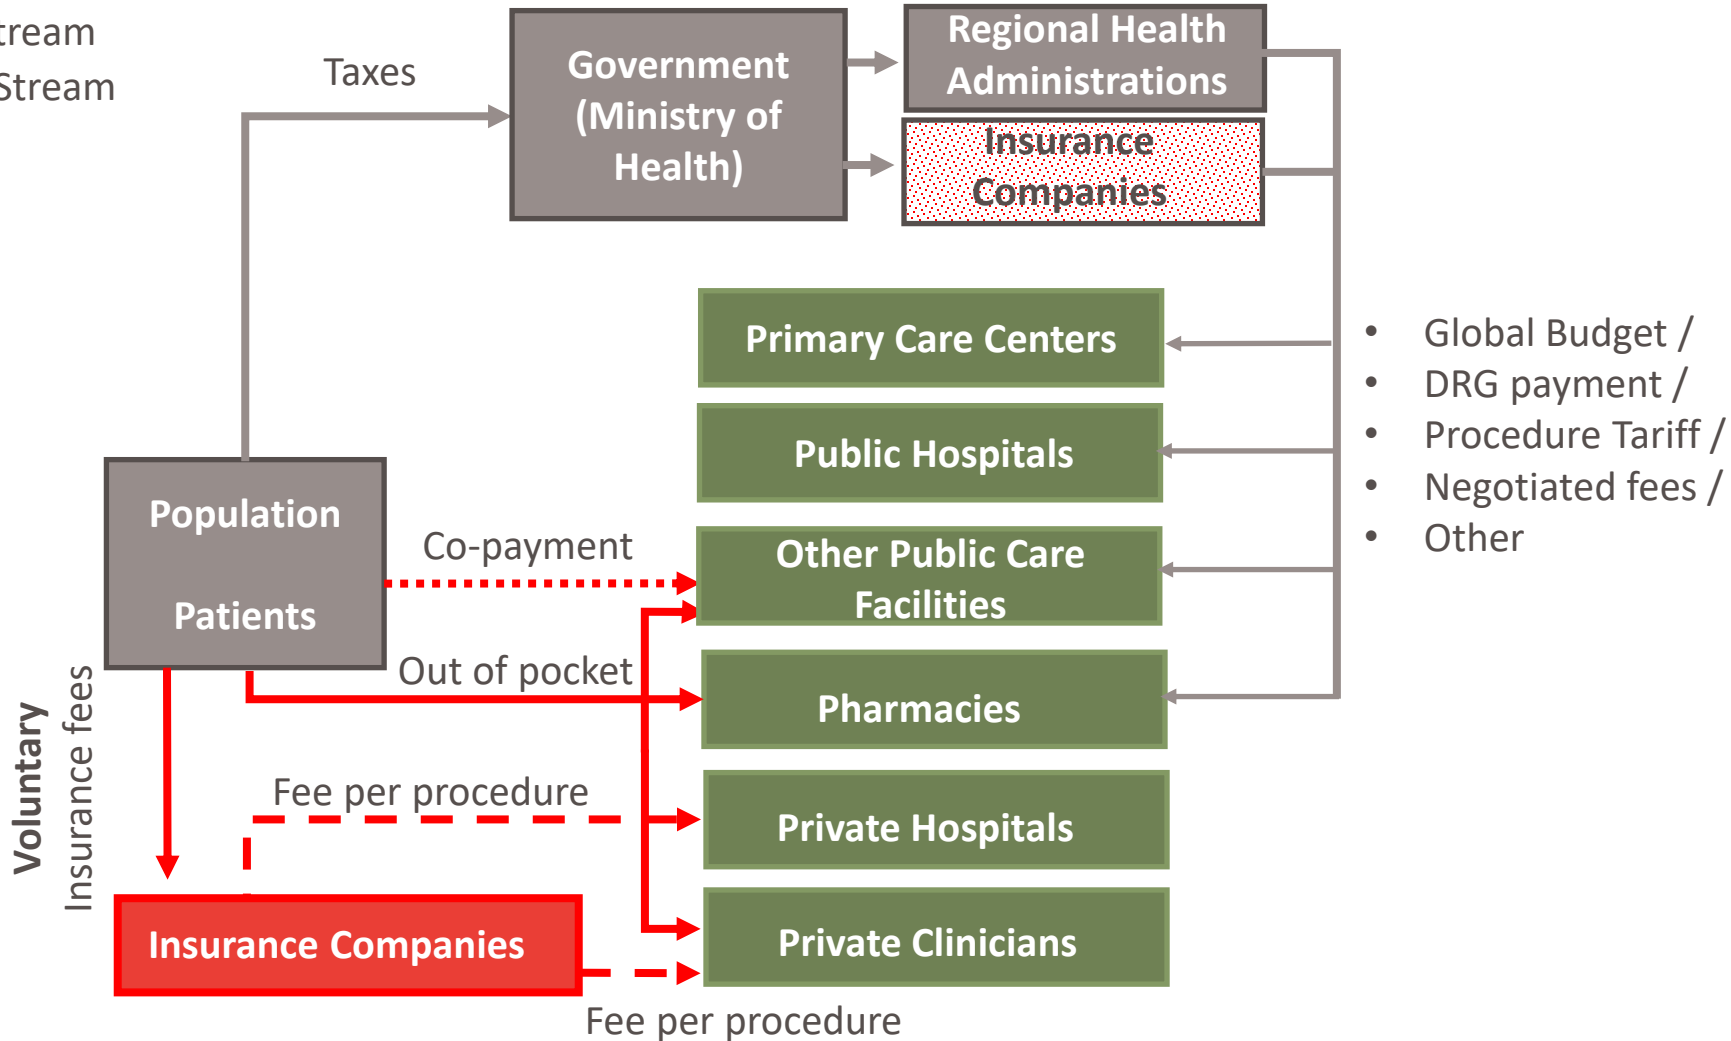 Stream
Taxes
Government
(Ministry of
Health)
Regional Health
Administrations
Insurance
Companies
Primary Care Centers
Public Hospitals
Other Public Care
Facilities
Pharmacies
Private Hospitals
Private Clinicians
• Global Budget /
• DRG payment /
• Procedure Tariff /
• Negotiated fees /
• Other
Population
Patients
Co-payment
Out of pocket
Voluntary
Insurance fees
Fee per procedure
Insurance Companies
Fee per procedure